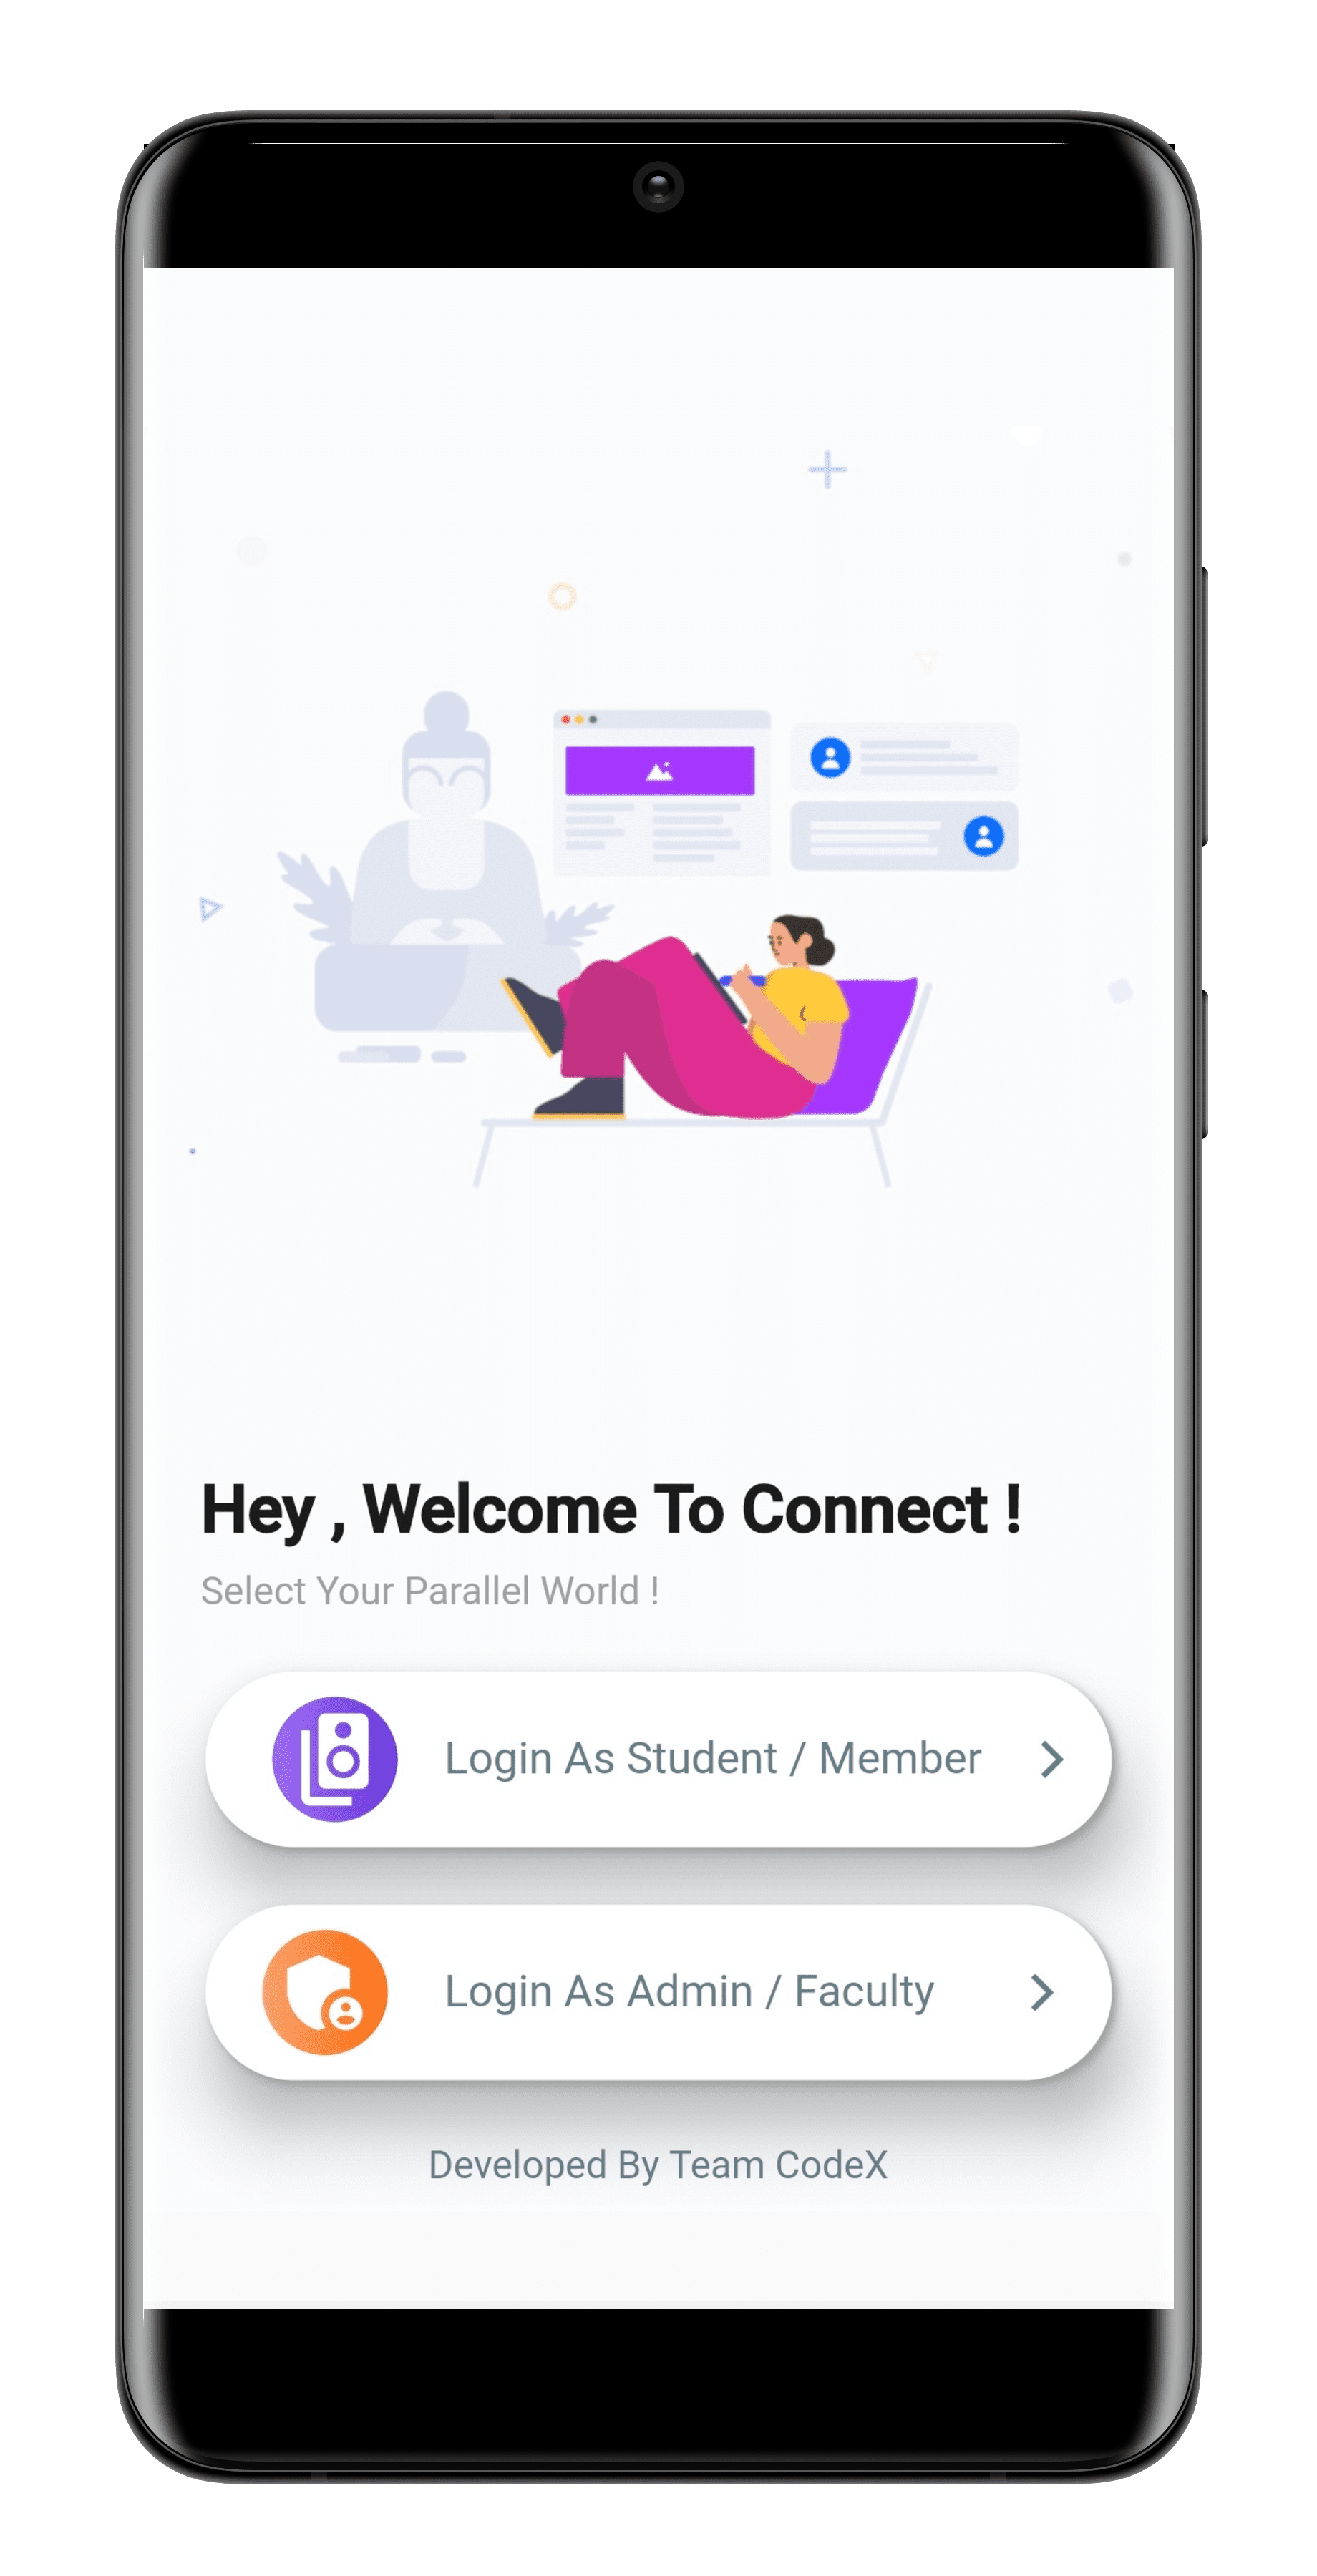 Hey , Welcome To Connect !
Select Your Parallel World !
Login As Student / Member
Login As Admin / Faculty
Developed By Team CodeX